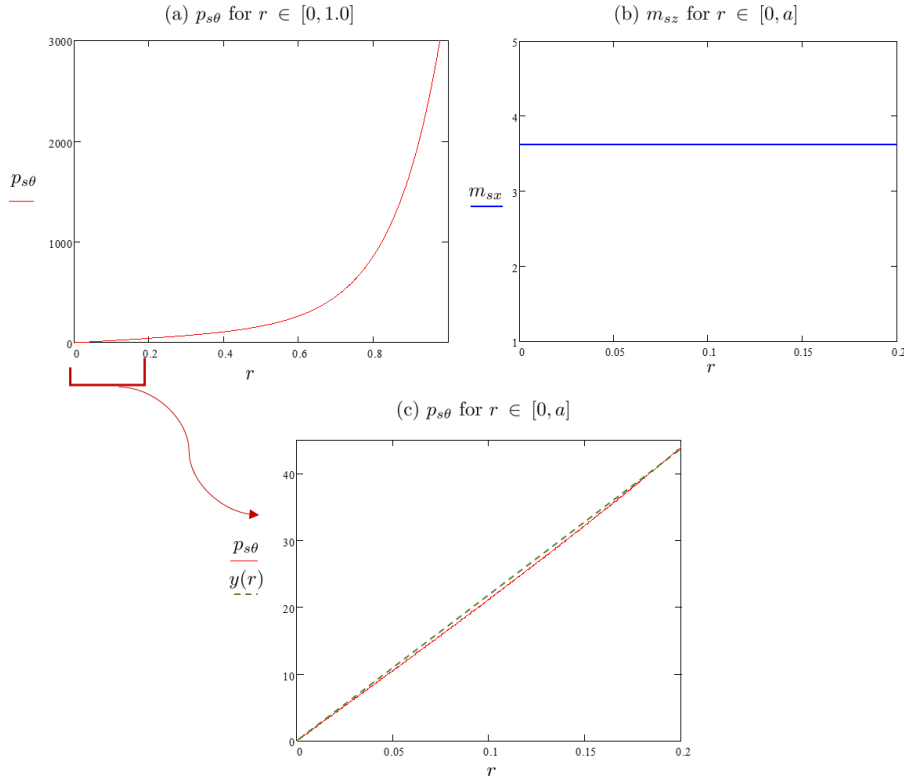 (a) p_{sθ} for r ∈ [0, 1.0]
3000
2000
1000
0
p_{sθ}
0 0.2 0.4 0.6 0.8
r
(b) m_{sz} for r ∈ [0, a]
5
4
3
2
1
m_{sx}
0 0.05 0.1 0.15 0.2
r
(c) p_{sθ} for r ∈ [0, a]
40
30
20
10
0
p_{sθ}
y(r)
0 0.05 0.1 0.15 0.2
r